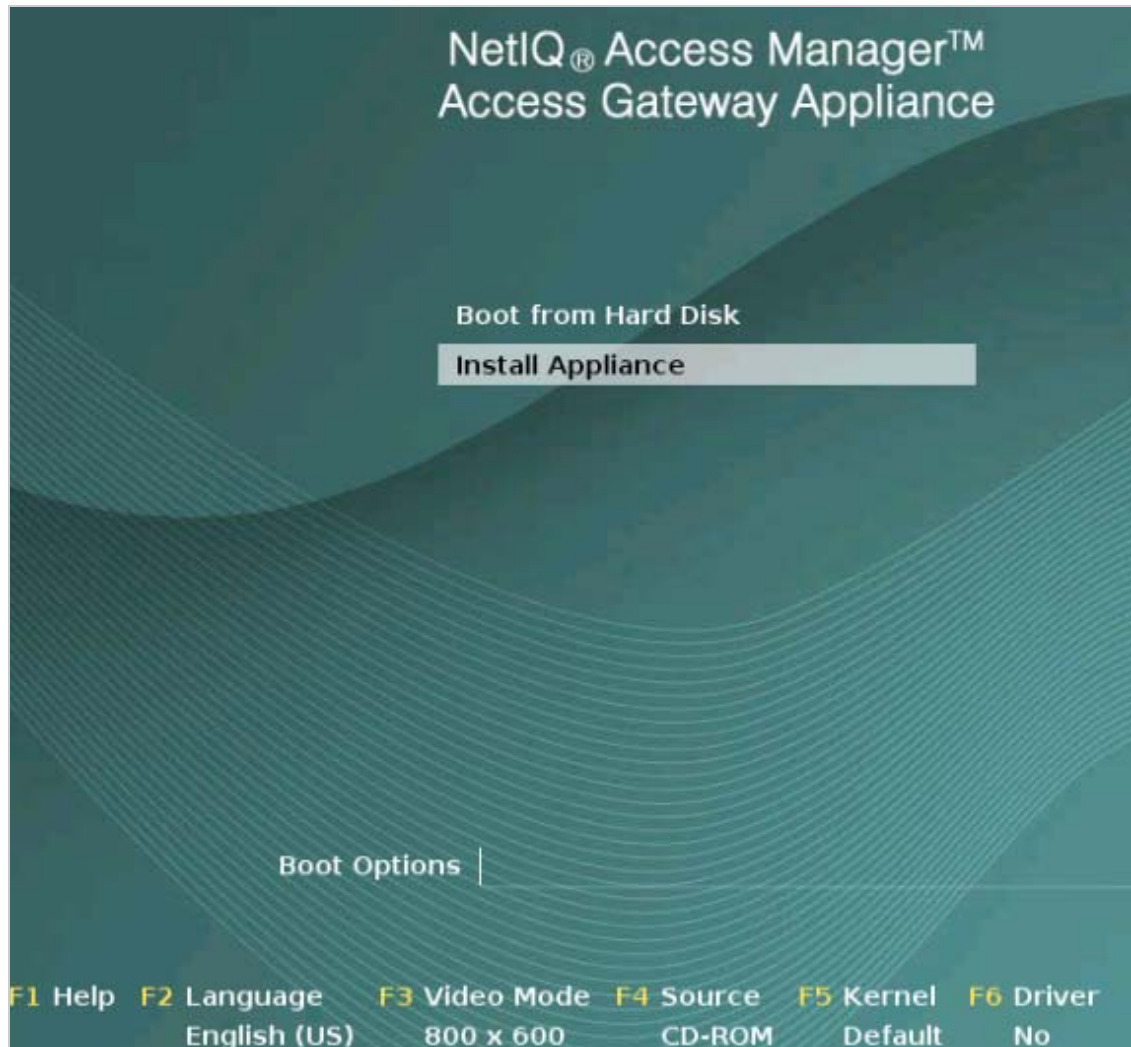 NetIQ® Access Manager™
Access Gateway Appliance
Boot from Hard Disk
Install Appliance
Boot Options
F1 Help F2 Language F3 Video Mode F4 Source F5 Kernel F6 Driver
English (US) 800 x 600 CD-ROM Default No